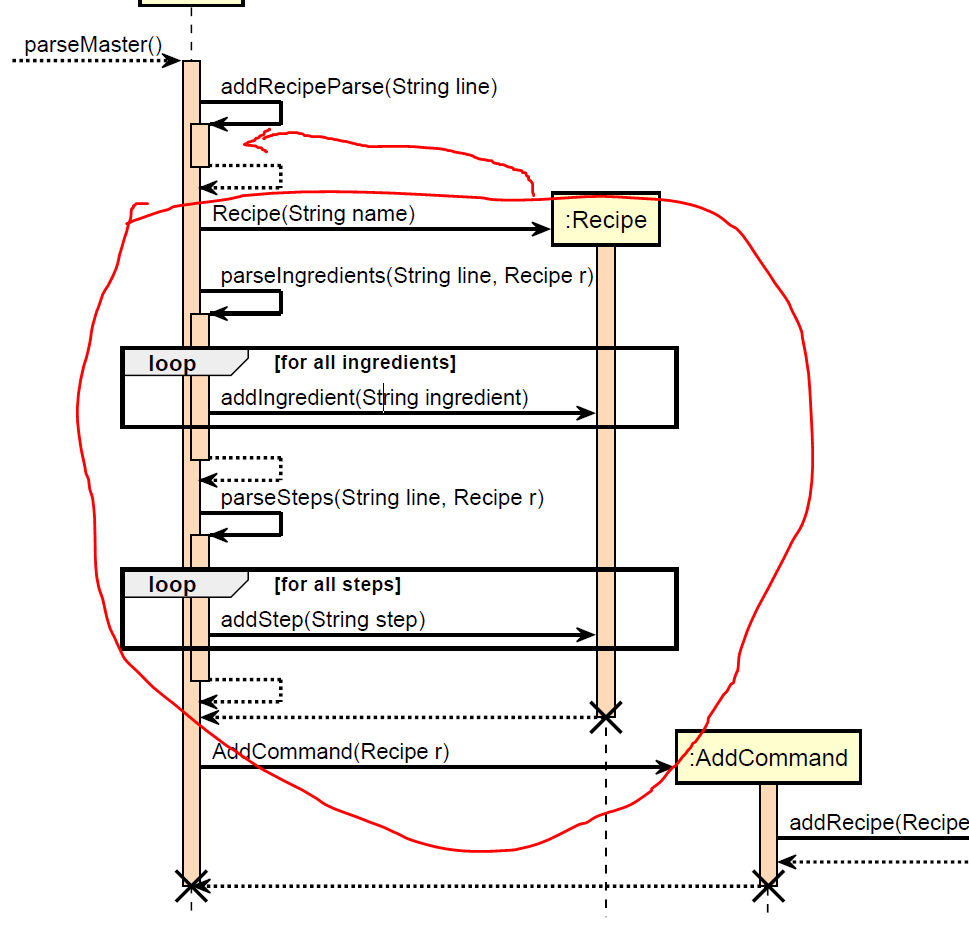 parseMaster()
addRecipeParse(String line)
Recipe(String name)
:Recipe
parseIngredients(String line, Recipe r)
loop [for all ingredients]
addIngredient(String ingredient)
parseSteps(String line, Recipe r)
loop [for all steps]
addStep(String step)
AddCommand(Recipe r)
:AddCommand
addRecipe(Recipe